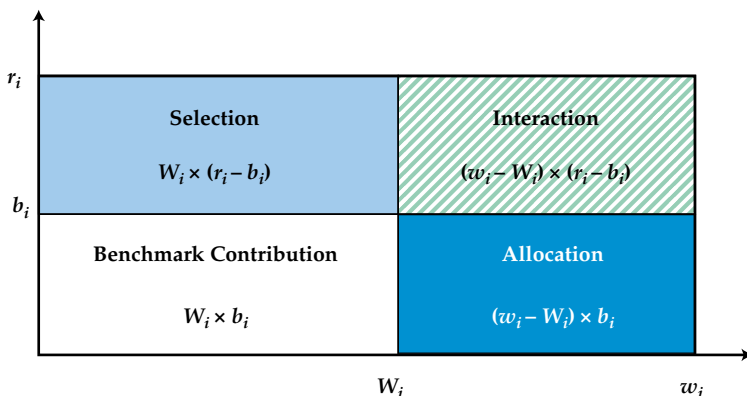 r_i
Selection
Interaction
W_i × (r_i – b_i)
(w_i – W_i) × (r_i – b_i)
b_i
Benchmark Contribution
Allocation
W_i × b_i
(w_i – W_i) × b_i
W_i
w_i